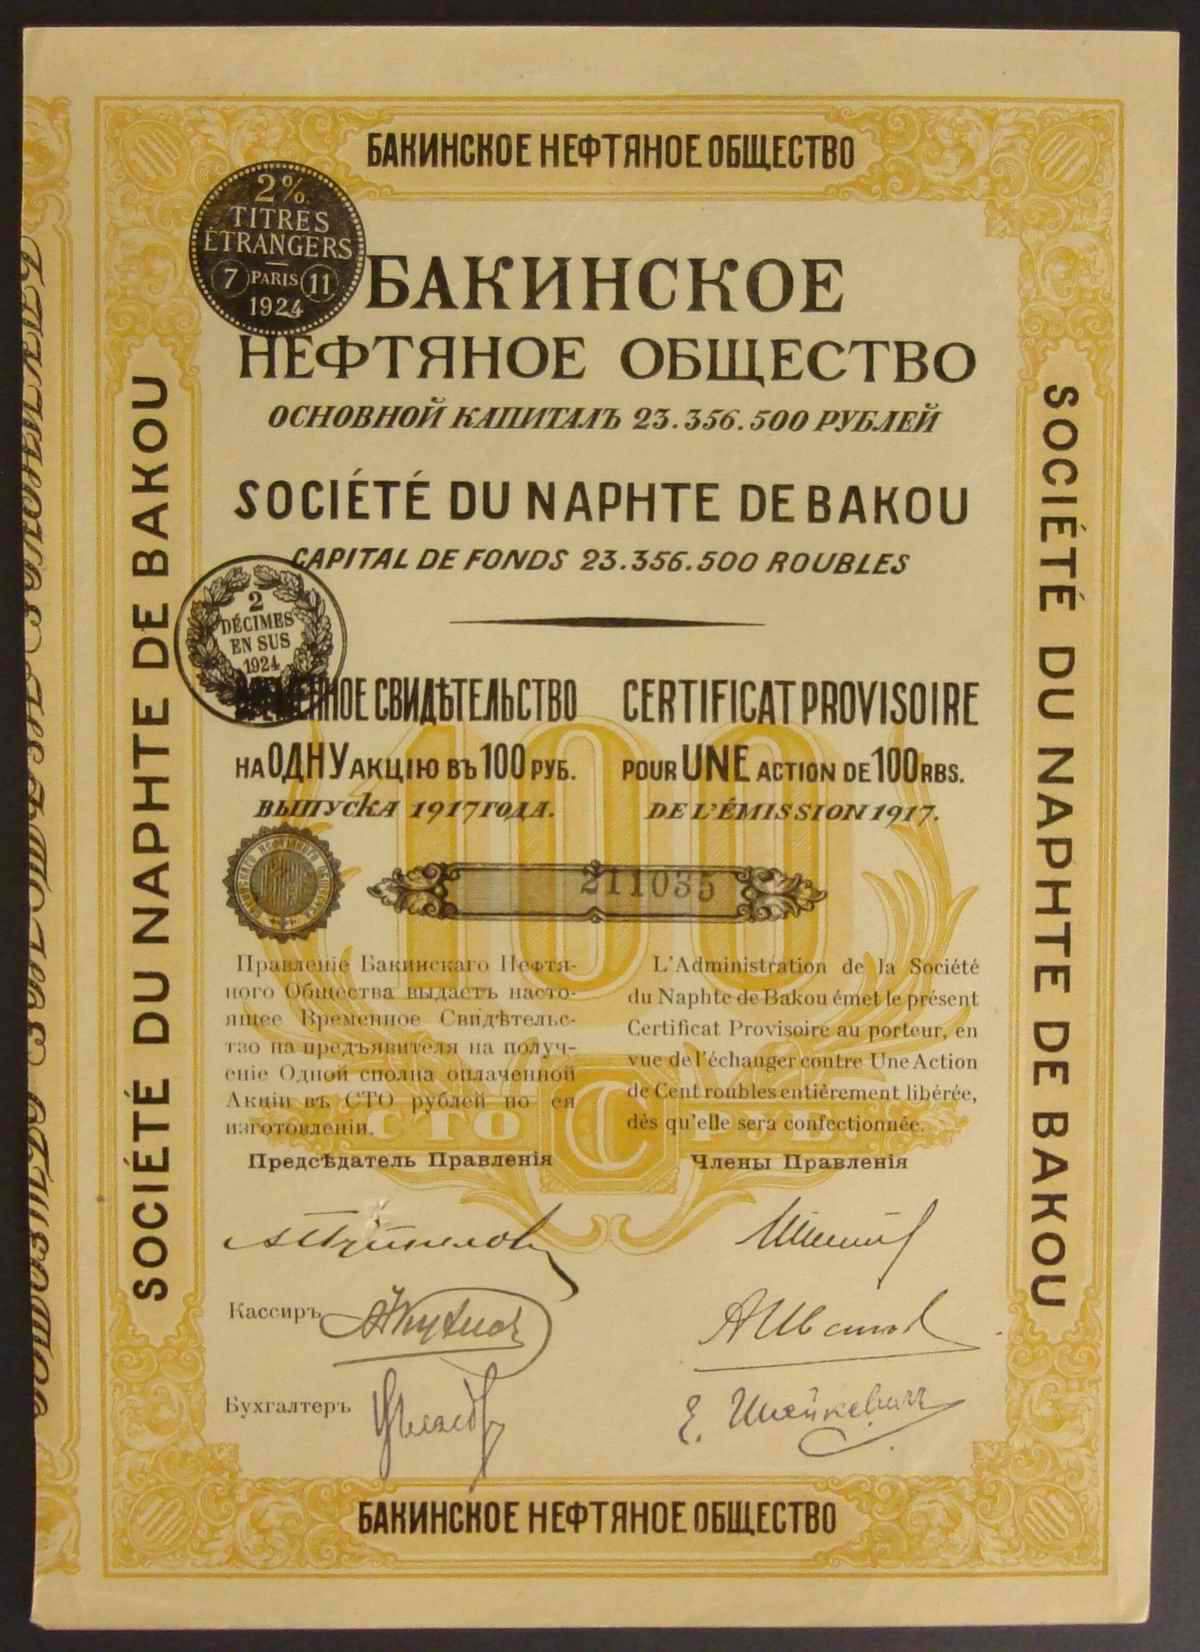 БАКИНСКОЕ НЕФТЯНОЕ ОБЩЕСТВО
2%
TITRES
ÉTRANGERS
7 PARIS 11
1924
БАКИНСКОЕ
НЕФТЯНОЕ ОБЩЕСТВО
ОСНОВНОЙ КАПИТАЛЪ 23.356.500 РУБЛЕЙ
SOCIÉTÉ DU NAPHTE DE BAKOU
CAPITAL DE FONDS 23.356.500 ROUBLES
2
DÉCIMES
EN SUS
1924
ВРЕМЕННОЕ СВИДѢТЕЛЬСТВО
НА ОДНУ АКЦІЮ ВЪ 100 РУБ.
ВЫПУСКА 1917 ГОДА.
CERTIFICAT PROVISOIRE
POUR UNE ACTION DE 100 RBS.
DE L'ÉMISSION 1917.
100
211035
Правленіе Бакинскаго Нефтя-
ного Общества выдастъ насто-
ящее Временное Свидѣтельс-
тво на предъявителя на получ-
еніе Одной сполна оплаченной
Акціи въ СТО рублей по ея
изготовленіи.
L'Administration de la Société
du Naphte de Bakou émet le présent
Certificat Provisoire au porteur, en
vue de l'échanger contre Une Action
de Cent roubles entièrement libérée,
dès qu'elle sera confectionnée.
СТО С РУБ.
Предсѣдатель Правленія
Члены Правленія
Кассиръ
Бухгалтеръ
SOCIÉTÉ DU NAPHTE DE BAKOU
SOCIÉTÉ DU NAPHTE DE BAKOU
БАКИНСКОЕ НЕФТЯНОЕ ОБЩЕСТВО